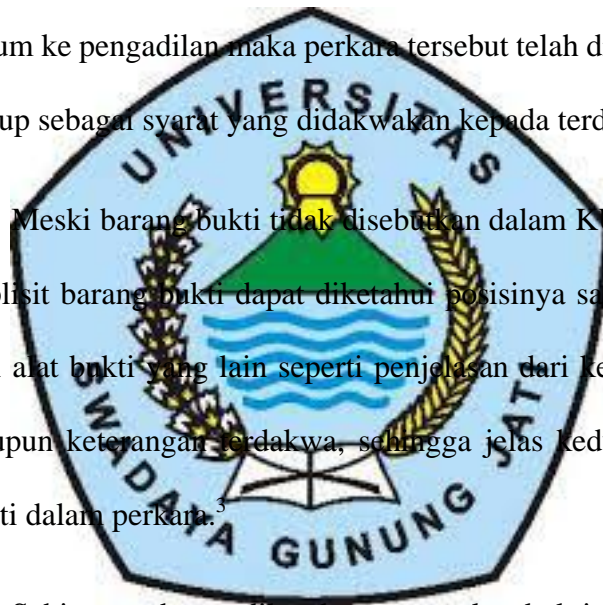 um ke pengadilan maka perkara tersebut telah d
up sebagai syarat yang didakwakan kepada terd
Meski barang bukti tidak disebutkan dalam K
lisit barang bukti dapat diketahui posisinya sa
alat bukti yang lain seperti penjelasan dari ke
upun keterangan terdakwa, sehingga jelas ked
ti dalam perkara.3
UNIVERSITAS
SWADAYA GUNUNG JATI